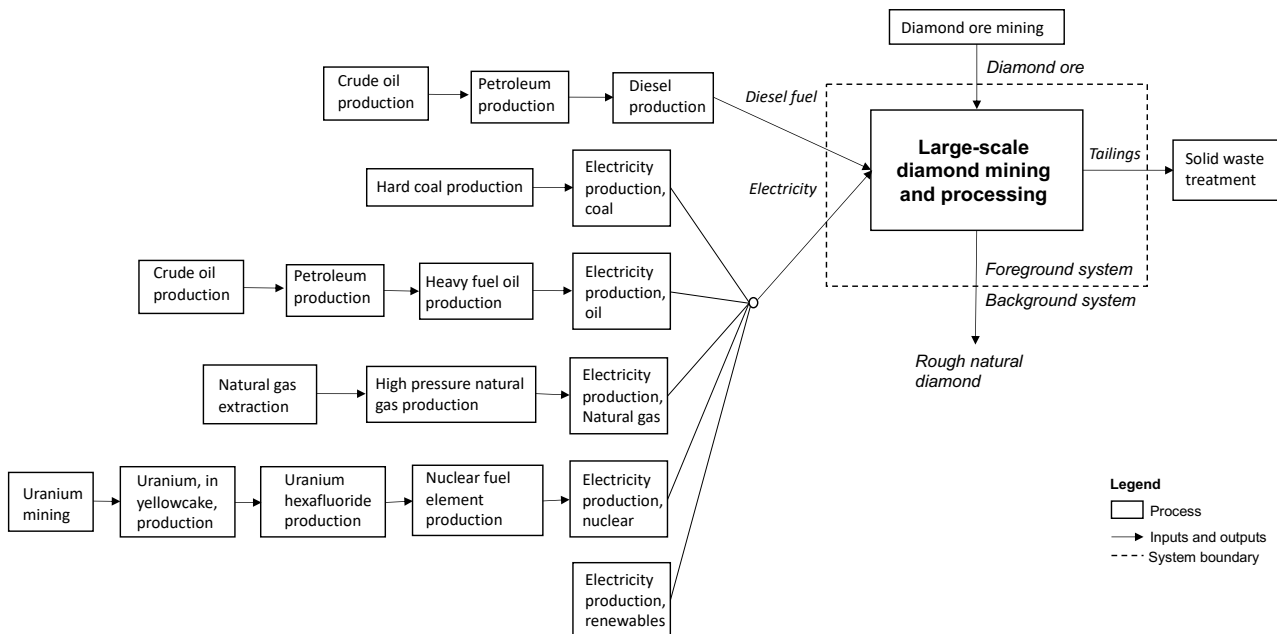 Diamond ore mining
Diamond ore
Crude oil
production
Petroleum
production
Diesel
production
Diesel fuel
Large-scale
diamond mining
and processing
Tailings
Solid waste
treatment
Hard coal production
Electricity
production,
coal
Electricity
Crude oil
production
Petroleum
production
Heavy fuel oil
production
Electricity
production,
oil
Foreground system
Background system
Rough natural
diamond
Natural gas
extraction
High pressure natural
gas production
Electricity
production,
Natural gas
Uranium
mining
Uranium, in
yellowcake,
production
Uranium
hexafluoride
production
Nuclear fuel
element
production
Electricity
production,
nuclear
Electricity
production,
renewables
Legend
Process
Inputs and outputs
System boundary